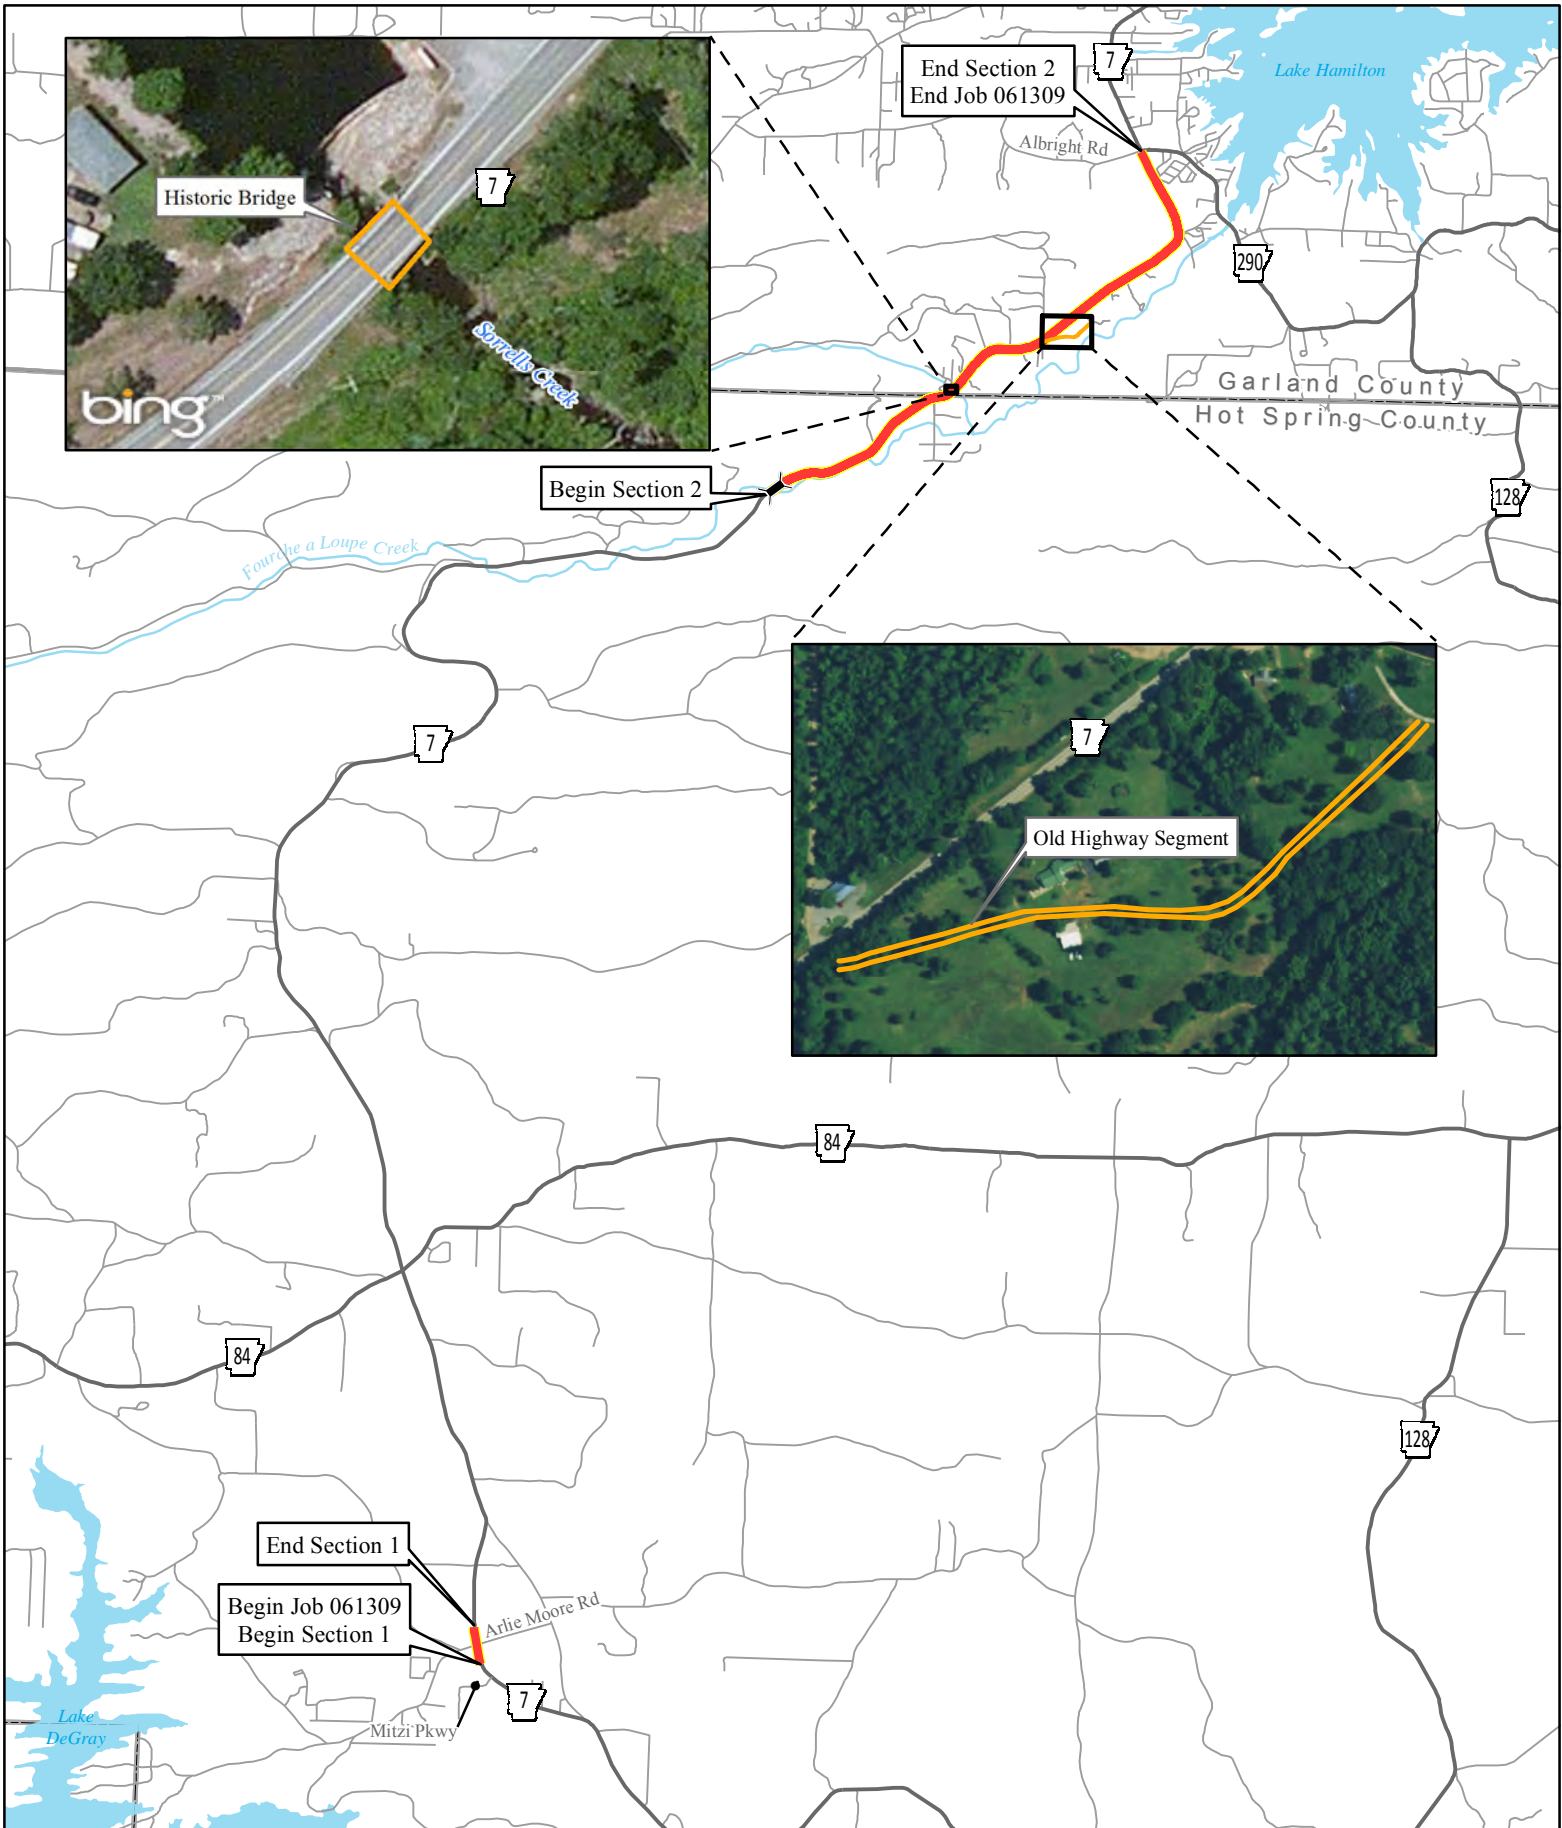 End Section 2
End Job 061309
7
Lake Hamilton
Albright Rd
Historic Bridge
7
290
Sorrells Creek
bing™
Garland County
Hot Spring County
Begin Section 2
128
Fourche a Loupe Creek
7
7
Old Highway Segment
84
84
128
End Section 1
Begin Job 061309
Begin Section 1
Arlie Moore Rd
7
Mitzi Pkwy
Lake
DeGray